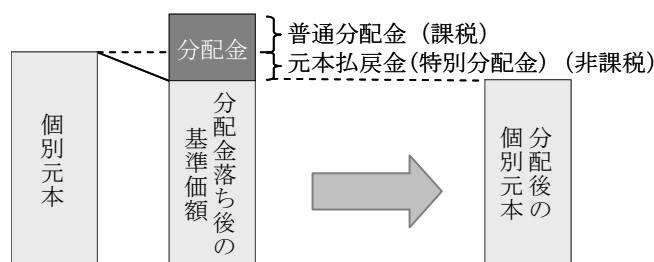 分配金
普通分配金（課税）
元本払戻金（特別分配金）（非課税）
個別元本
分配金落ち後の
基準価額
分配後の
個別元本